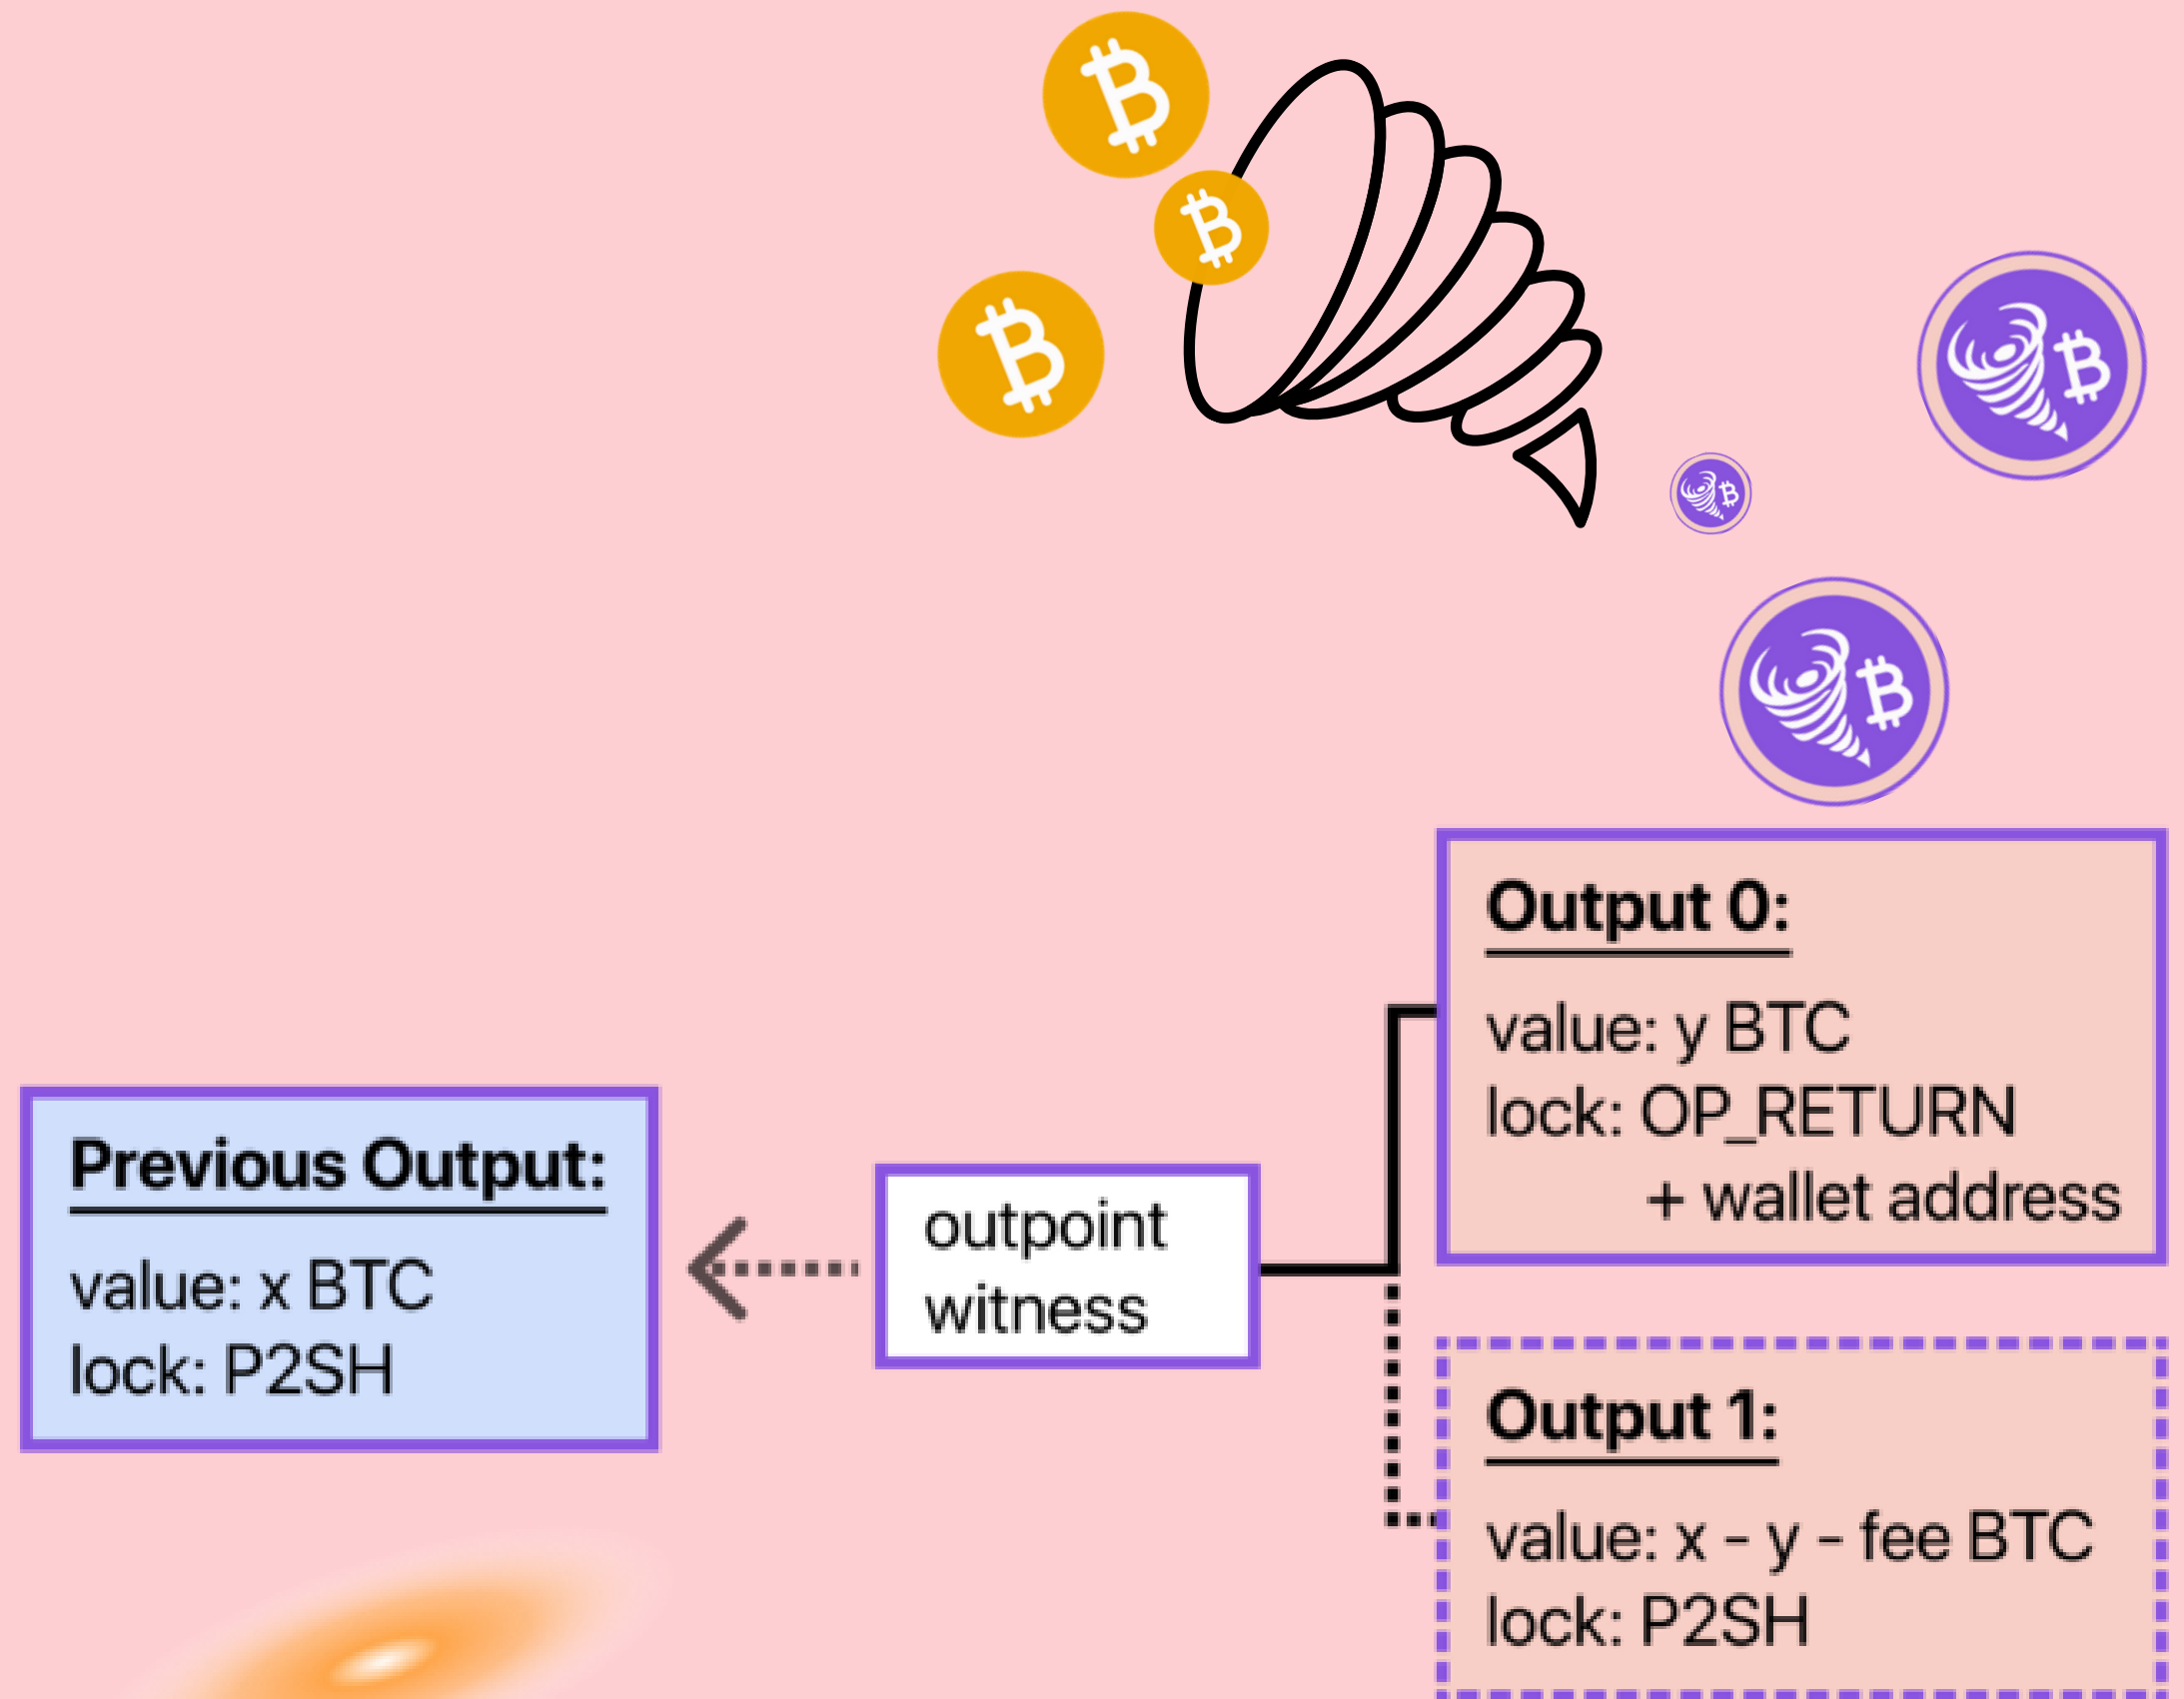 Previous Output:
value: x BTC
lock: P2SH
outpoint
witness
Output 0:
value: y BTC
lock: OP_RETURN
+ wallet address
Output 1:
value: x - y - fee BTC
lock: P2SH